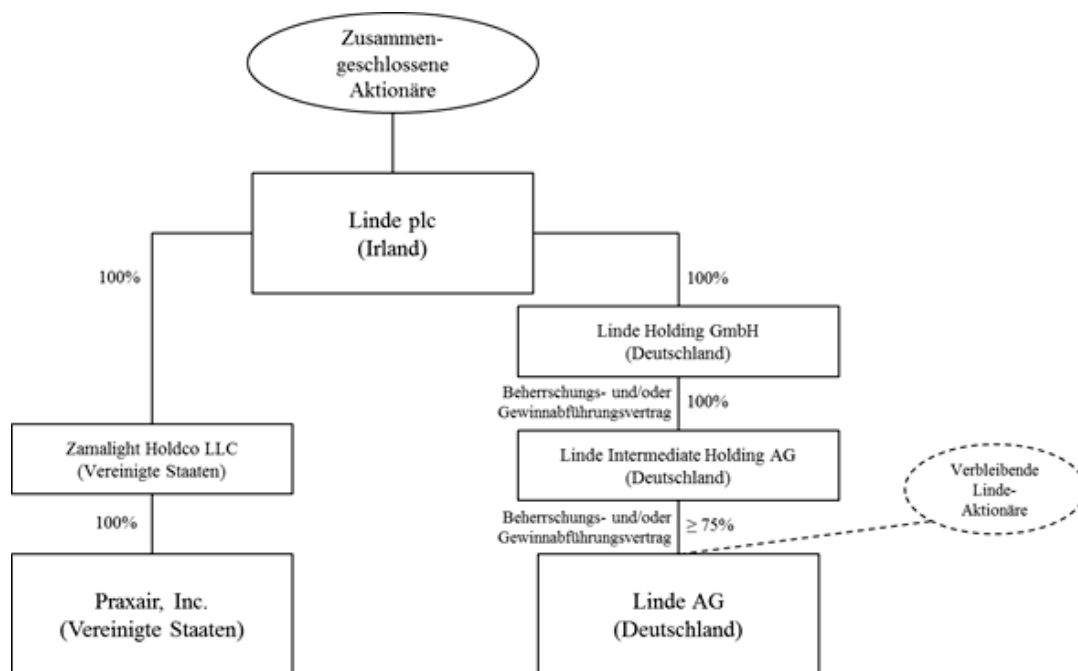 Zusammen-
geschlossene
Aktionäre
Linde plc
(Irland)
100%
100%
Linde Holding GmbH
(Deutschland)
Beherrschungs- und/oder
Gewinnabführungsvertrag
100%
Zamalight Holdco LLC
(Vereinigte Staaten)
Linde Intermediate Holding AG
(Deutschland)
Verbleibende
Linde-
Aktionäre
100%
Beherrschungs- und/oder
Gewinnabführungsvertrag
≥ 75%
Praxair, Inc.
(Vereinigte Staaten)
Linde AG
(Deutschland)